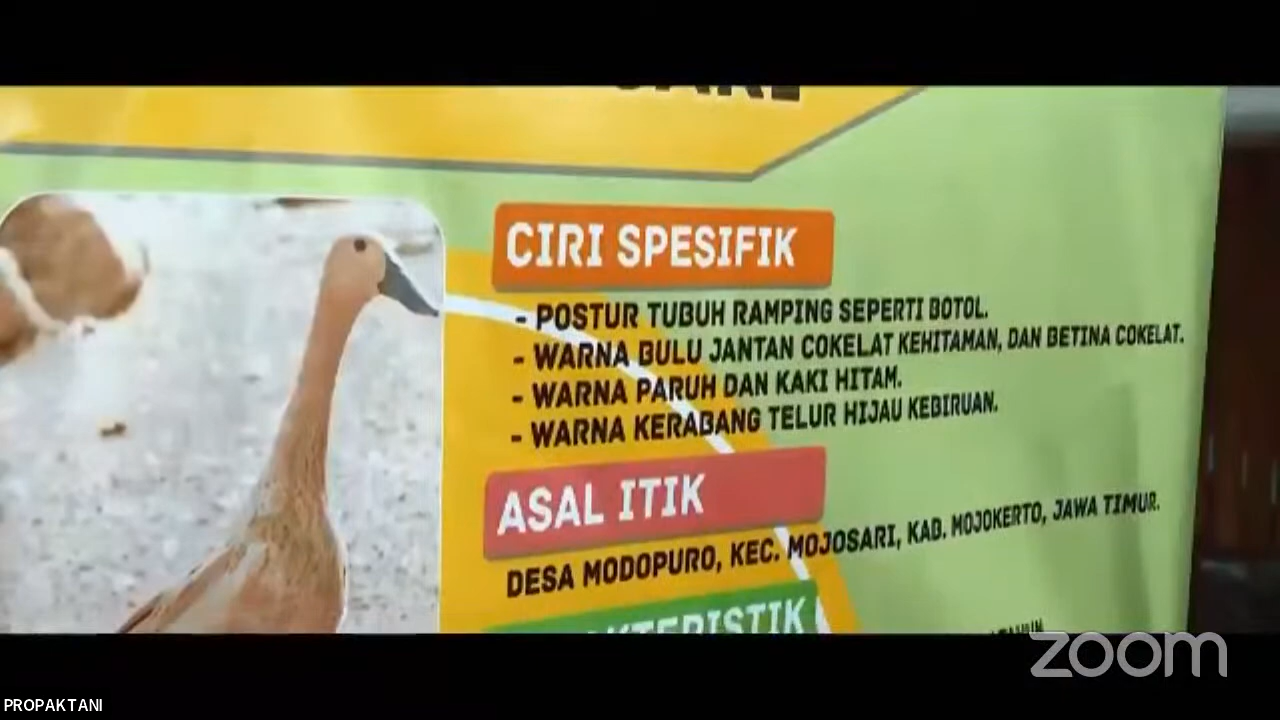 CIRI SPESIFIK
- POSTUR TUBUH RAMPING SEPERTI BOTOL.
- WARNA BULU JANTAN COKELAT KEHITAMAN, DAN BETINA COKELAT.
- WARNA PARUH DAN KAKI HITAM.
- WARNA KERABANG TELUR HIJAU KEBIRUAN.
ASAL ITIK
DESA MODOPURO, KEC. MOJOSARI, KAB. MOJOKERTO, JAWA TIMUR.
zoom
PROPAKTANI